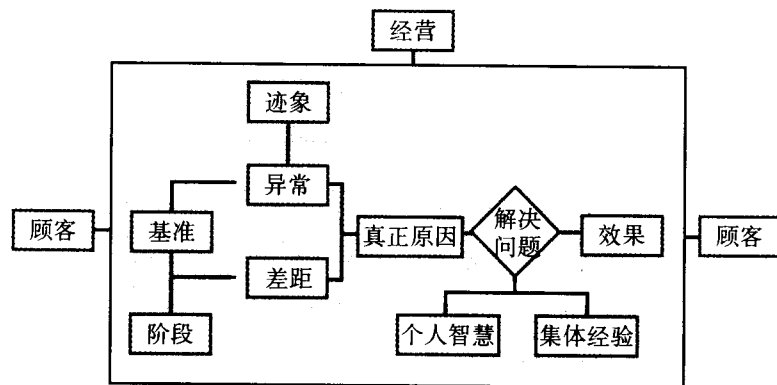 经营
迹象
异常
顾客
基准
真正原因
解决
问题
效果
顾客
差距
阶段
个人智慧
集体经验